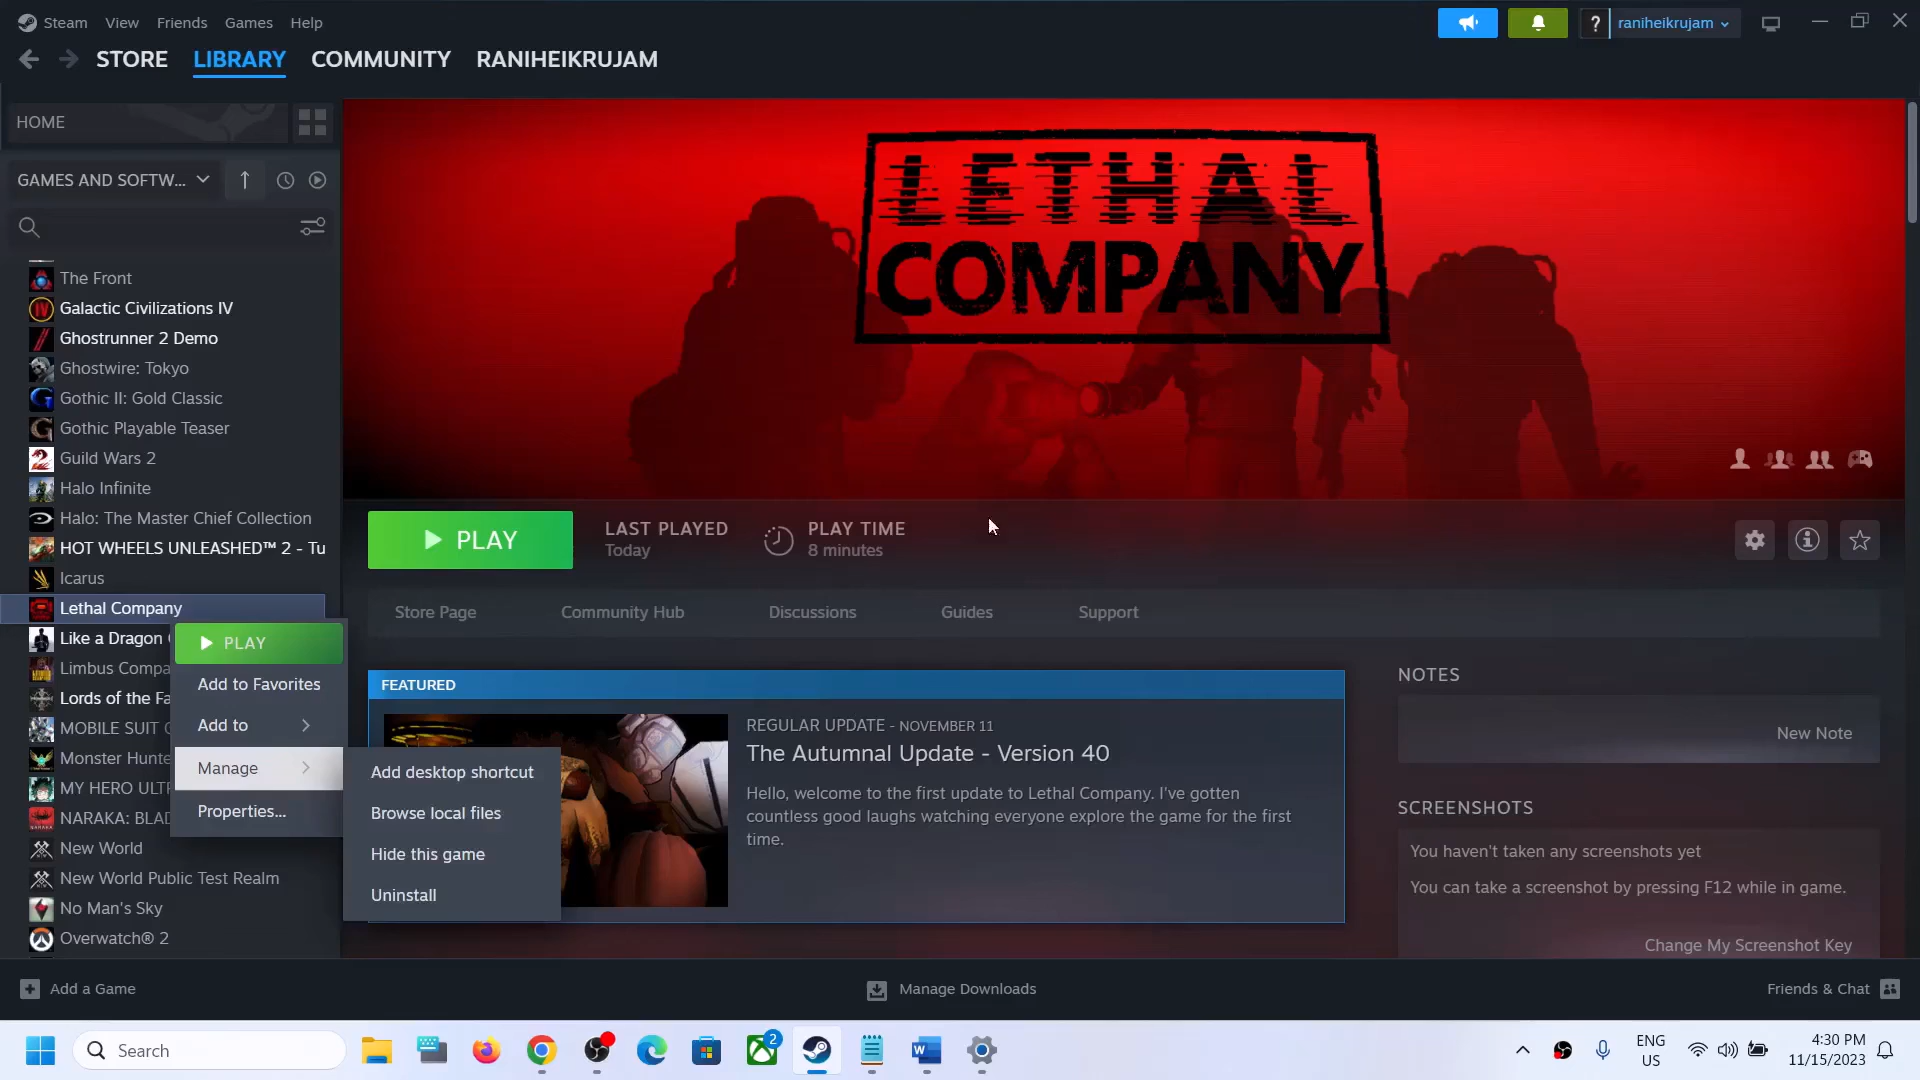 Steam View Friends Games Help
raniheikrujam
STORE LIBRARY COMMUNITY RANIHEIKRUJAM
HOME
GAMES AND SOFTW...
The Front
Galactic Civilizations IV
Ghostrunner 2 Demo
Ghostwire: Tokyo
Gothic II: Gold Classic
Gothic Playable Teaser
Guild Wars 2
Halo Infinite
Halo: The Master Chief Collection
HOT WHEELS UNLEASHED™ 2 - Tu
Icarus
Lethal Company
Like a Dragon
Limbus Compa
Lords of the Fa
MOBILE SUIT
Monster Hunte
MY HERO ULT
NARAKA: BLAD
New World
New World Public Test Realm
No Man's Sky
Overwatch® 2
PLAY
Add to Favorites
Add to
Manage
Properties...
Add desktop shortcut
Browse local files
Hide this game
Uninstall
LETHAL
COMPANY
PLAY
LAST PLAYED
Today
PLAY TIME
8 minutes
Store Page Community Hub Discussions Guides Support
FEATURED
REGULAR UPDATE - NOVEMBER 11
The Autumnal Update - Version 40
Hello, welcome to the first update to Lethal Company. I've gotten
countless good laughs watching everyone explore the game for the first
time.
NOTES
New Note
SCREENSHOTS
You haven't taken any screenshots yet
You can take a screenshot by pressing F12 while in game.
Change My Screenshot Key
Add a Game
Manage Downloads
Friends & Chat
Search
2
ENG
US
4:30 PM
11/15/2023